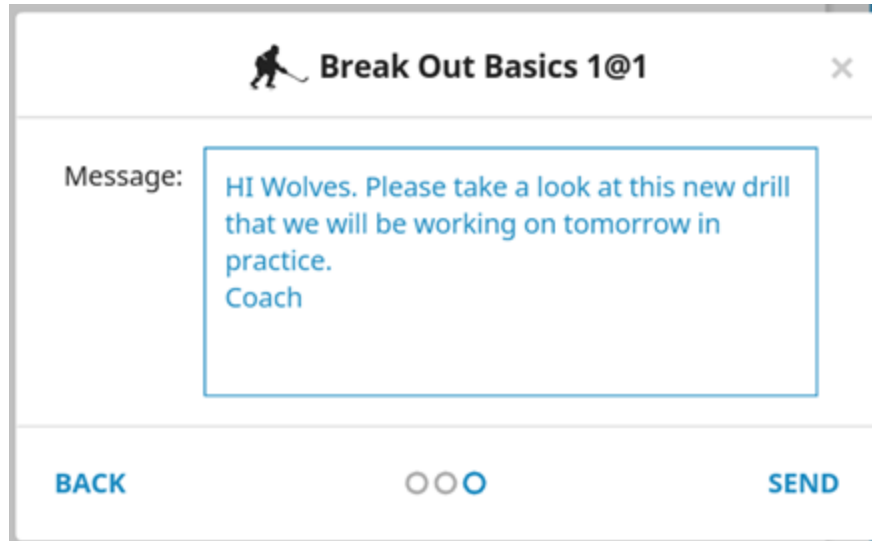 Break Out Basics 1@1
×
Message:
HI Wolves. Please take a look at this new drill
that we will be working on tomorrow in
practice.
Coach
BACK
SEND